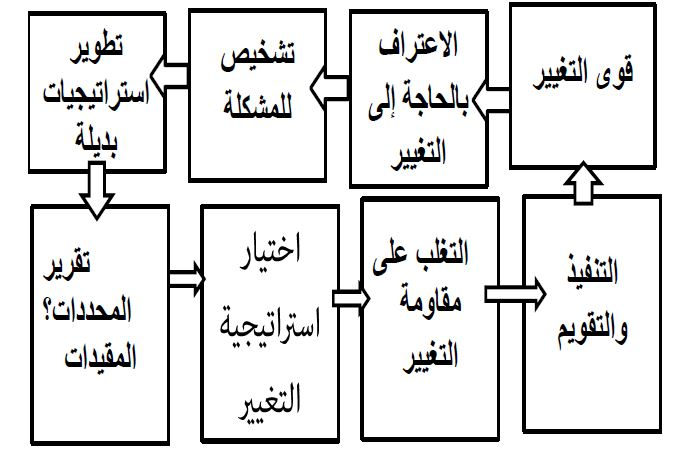 قوى التغيير
الاعتراف
بالحاجة إلى
التغيير
تشخيص
للمشكلة
تطوير
استراتيجيات
بديلة
تقرير
المحددات؟
المقيدات
اختيار
استراتيجية
التغيير
التغلب على
مقاومة
التغيير
التنفيذ
والتقويم